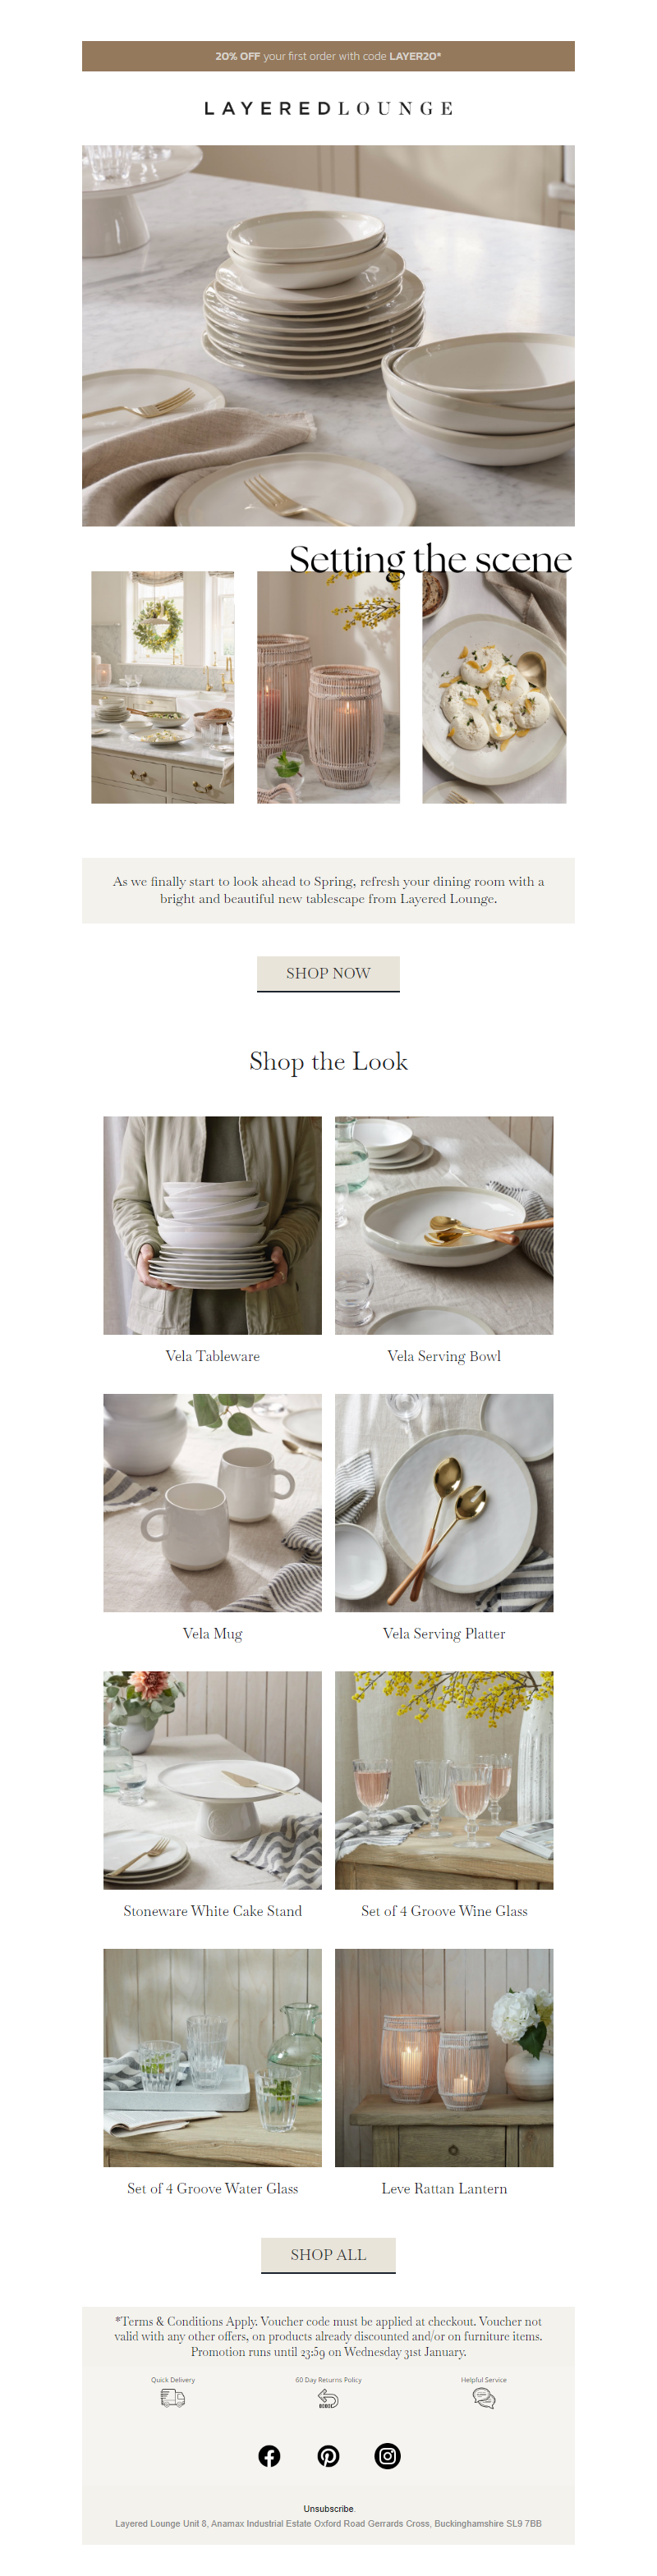 20% OFF your first order with code LAYER20*
LAYEREDLOUNGE
Setting the scene
As we finally start to look ahead to Spring, refresh your dining room with a
bright and beautiful new tablescape from Layered Lounge.
SHOP NOW
Shop the Look
Vela Tableware
Vela Serving Bowl
Vela Mug
Vela Serving Platter
Stoneware White Cake Stand
Set of 4 Groove Wine Glass
Set of 4 Groove Water Glass
Leve Rattan Lantern
SHOP ALL
*Terms & Conditions Apply. Voucher code must be applied at checkout. Voucher not
valid with any other offers, on products already discounted and/or on furniture items.
Promotion runs until 23:59 on Wednesday 31st January.
Quick Delivery
60 Day Returns Policy
Helpful Service
Unsubscribe.
Layered Lounge Unit 8, Anamax Industrial Estate Oxford Road Gerrards Cross, Buckinghamshire SL9 7BB